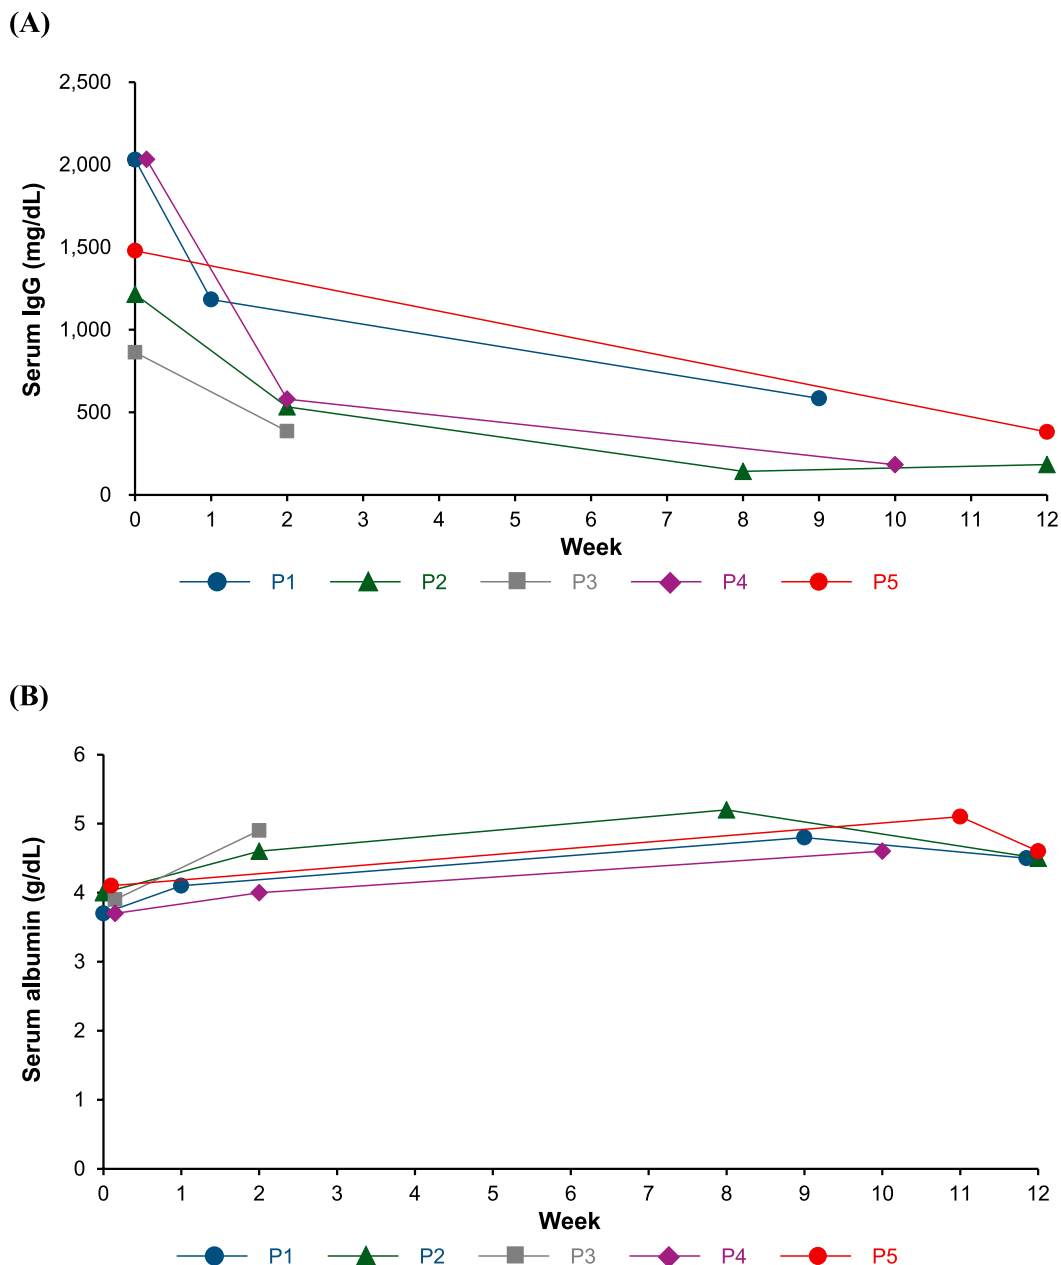 (A)
2,500
2,000
1,500
1,000
500
0
Serum IgG (mg/dL)
0 1 2 3 4 5 6 7 8 9 10 11 12
Week
P1 P2 P3 P4 P5
(B)
6
5
4
3
2
1
0
Serum albumin (g/dL)
0 1 2 3 4 5 6 7 8 9 10 11 12
Week
P1 P2 P3 P4 P5